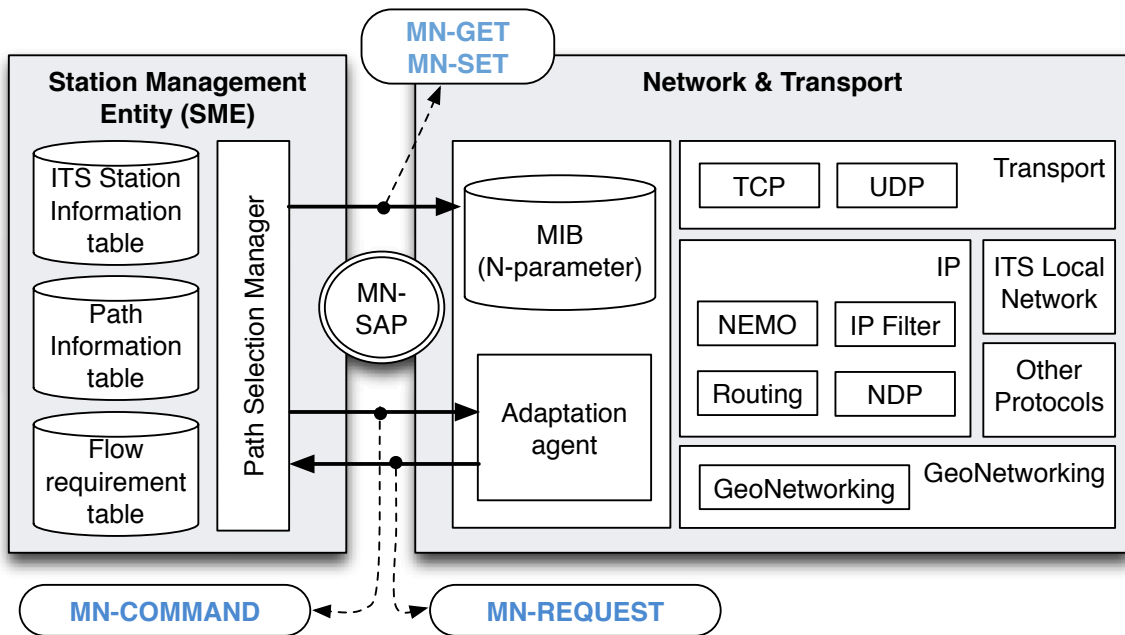 MN-GET
MN-SET
Station Management
Entity (SME)
ITS Station
Information
table
Path
Information
table
Flow
requirement
table
Path Selection Manager
MN-
SAP
Network & Transport
MIB
(N-parameter)
Adaptation
agent
Transport
TCP
UDP
IP
NEMO
IP Filter
Routing
NDP
ITS Local
Network
Other
Protocols
GeoNetworking
GeoNetworking
MN-COMMAND
MN-REQUEST